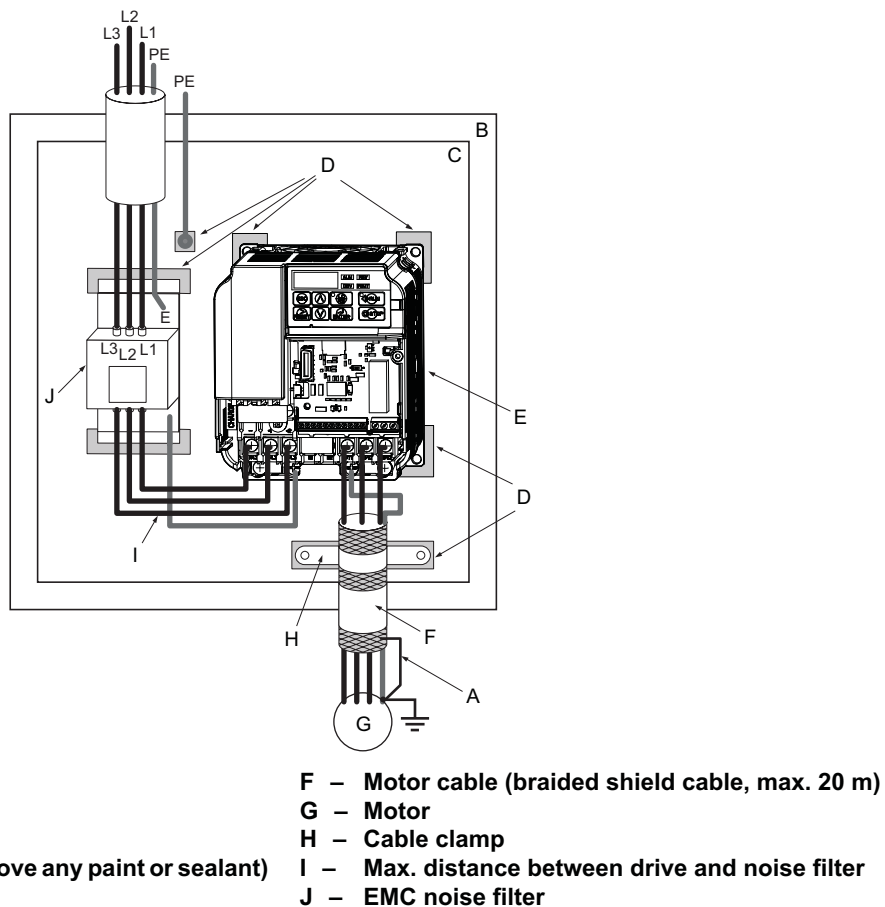 L2
L3 L1
PE
PE
B
C
D
E
L3 L2 L1
J
E
D
I
H
F
A
G
F – Motor cable (braided shield cable, max. 20 m)
G – Motor
H – Cable clamp
ove any paint or sealant) I – Max. distance between drive and noise filter
J – EMC noise filter